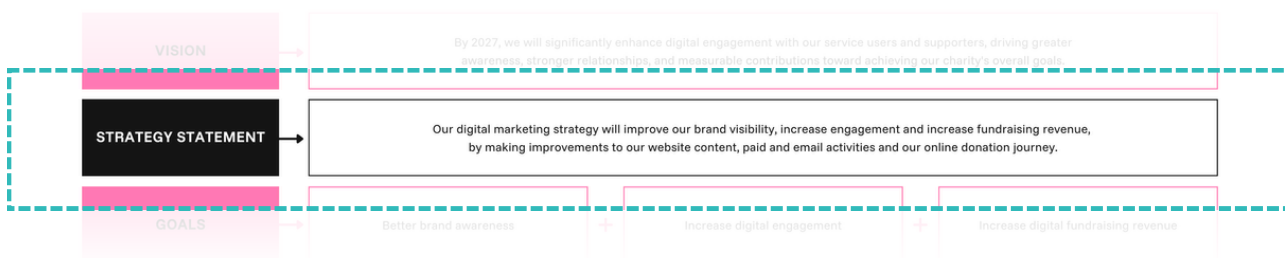 VISION
By 2027, we will significantly enhance digital engagement with our service users and supporters, driving greater
awareness, stronger relationships, and measurable contributions toward achieving our charity's overall goals.
STRATEGY STATEMENT
Our digital marketing strategy will improve our brand visibility, increase engagement and increase fundraising revenue,
by making improvements to our website content, paid and email activities and our online donation journey.
GOALS
Better brand awareness + Increase digital engagement + Increase digital fundraising revenue